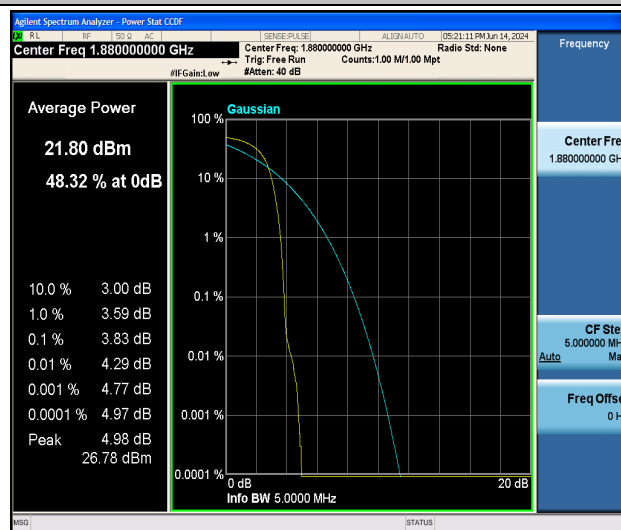 Agilent Spectrum Analyzer - Power Stat CCDF
LXI RL RF 50 Ω AC SENSE:PULSE ALIGNAUTO 05:21:11 PM Jun 14, 2024
Center Freq 1.880000000 GHz
Center Freq: 1.880000000 GHz Radio Std: None
Trig: Free Run Counts:1.00 M/1.00 Mpt
#IFGain:Low #Atten: 40 dB
Frequency
Average Power
21.80 dBm
48.32 % at 0dB
10.0 % 3.00 dB
1.0 % 3.59 dB
0.1 % 3.83 dB
0.01 % 4.29 dB
0.001 % 4.77 dB
0.0001 % 4.97 dB
Peak 4.98 dB
26.78 dBm
Gaussian
100 %
10 %
1 %
0.1 %
0.01 %
0.001 %
0.0001 %
0 dB 20 dB
Info BW 5.0000 MHz
Center Fre
1.880000000 GH
CF Ste
5.000000 MH
Auto Ma
Freq Offse
0 H
MSG STATUS